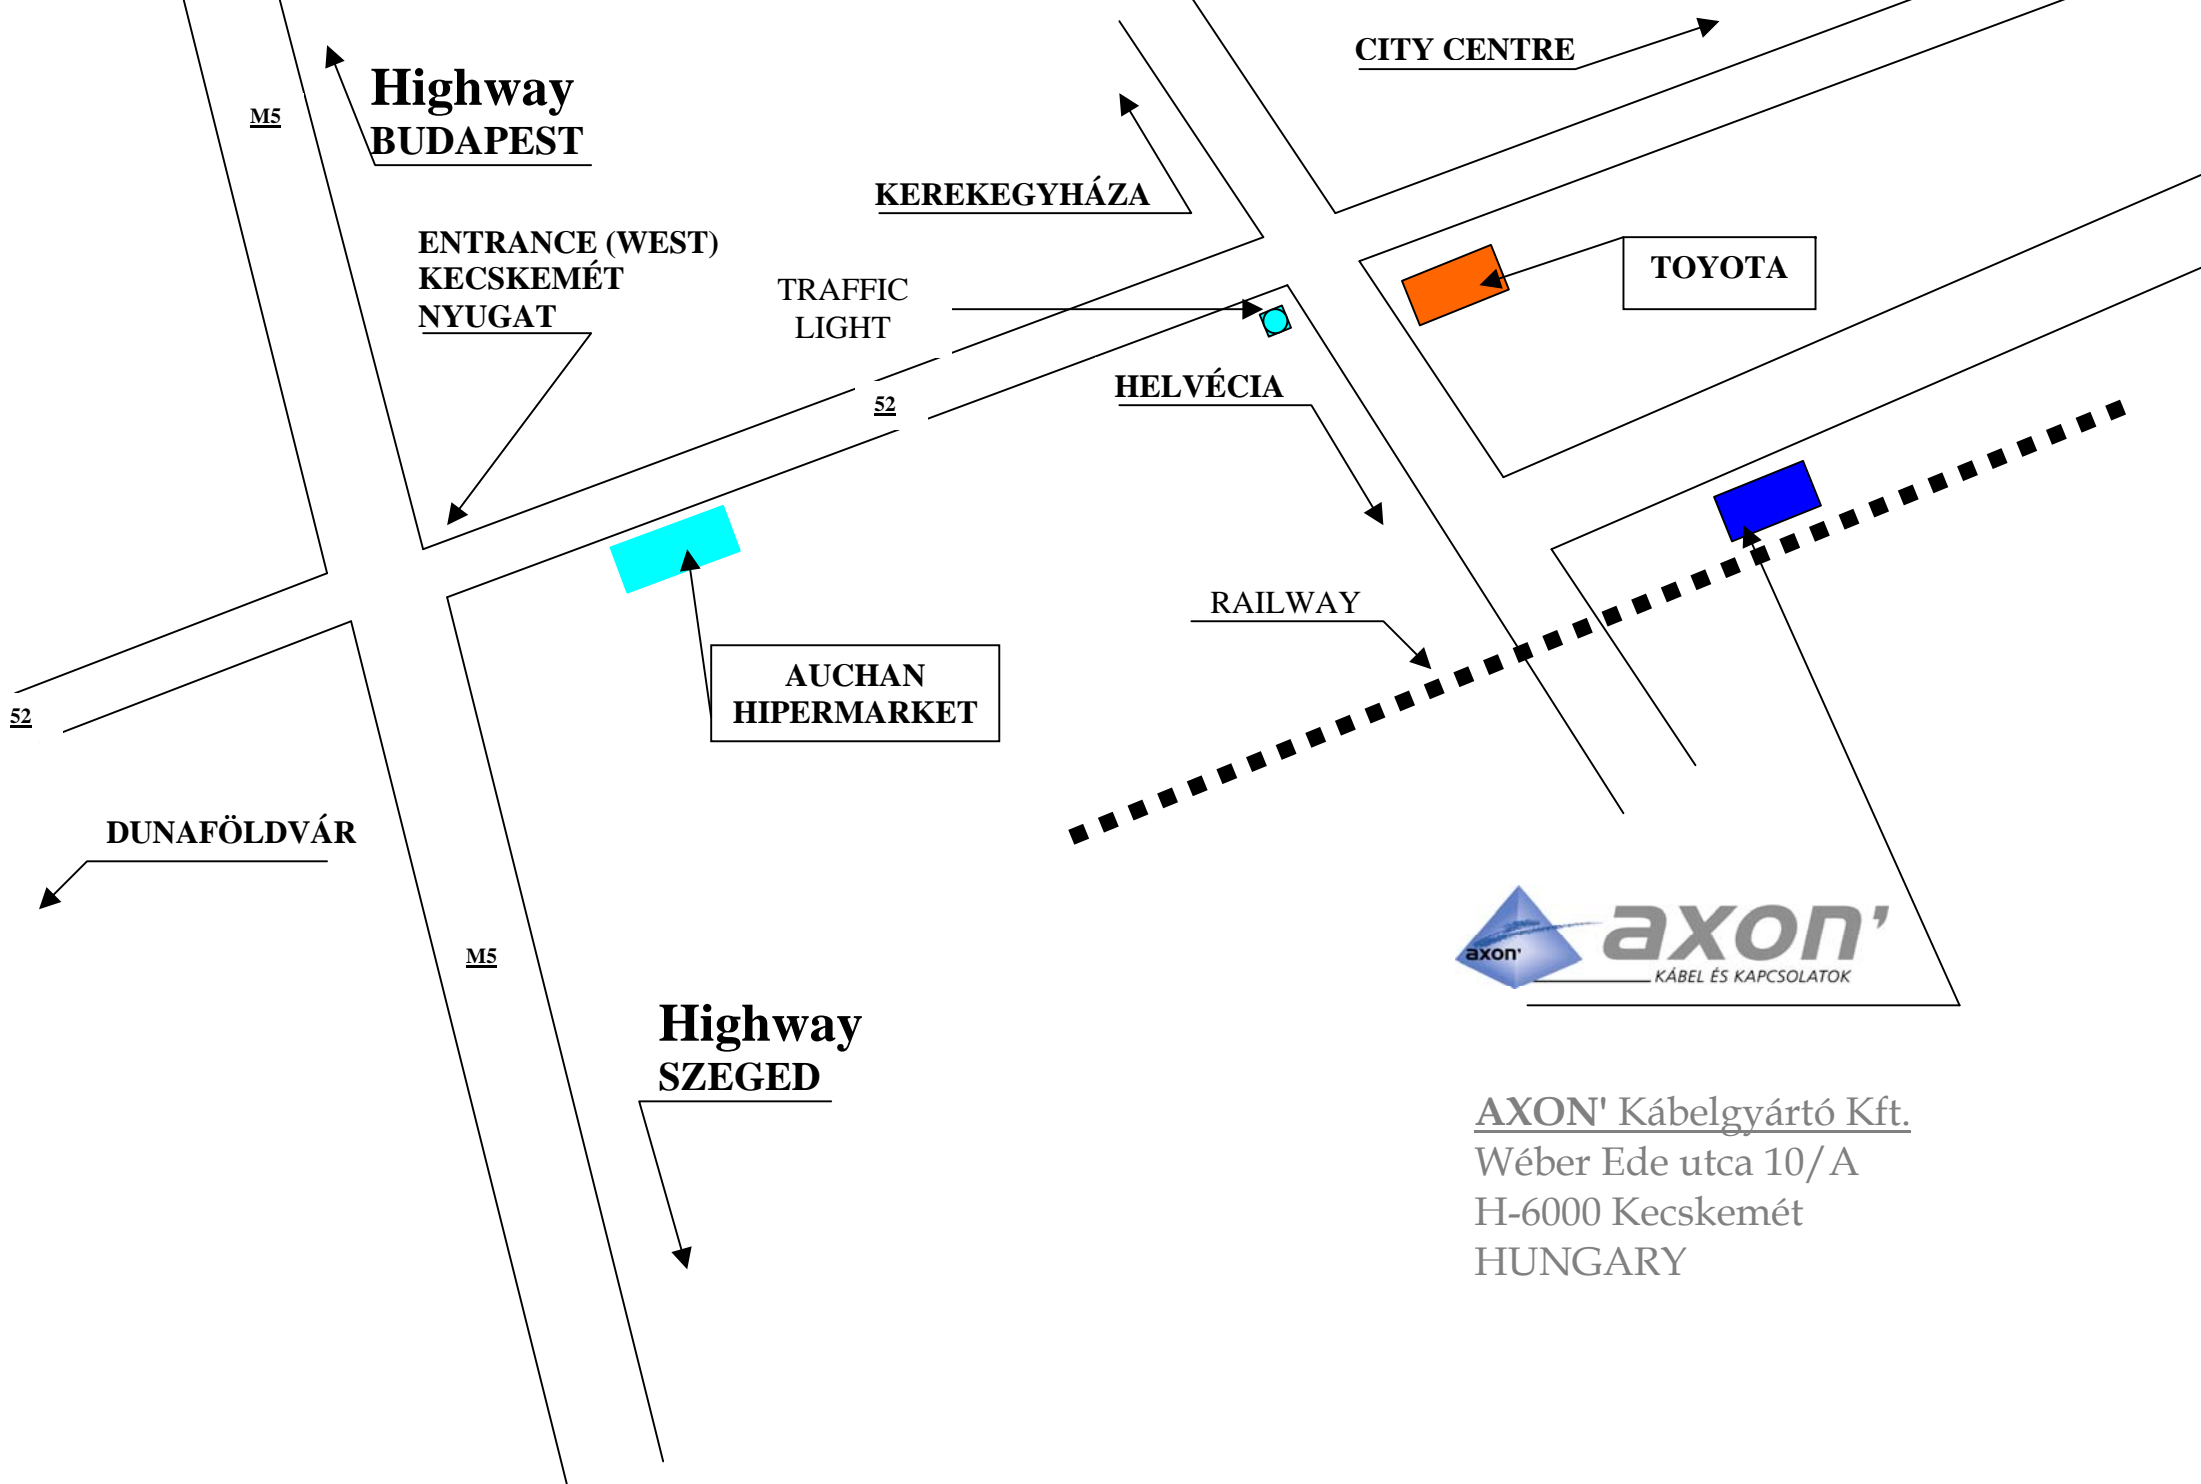 CITY CENTRE
Highway
BUDAPEST
M5
KEREKEGYHÁZA
ENTRANCE (WEST)
KECSKEMÉT
NYUGAT
TRAFFIC
LIGHT
TOYOTA
HELVÉCIA
52
RAILWAY
AUCHAN
HIPERMARKET
52
DUNAFÖLDVÁR
M5
Highway
SZEGED
axon'
axon'
KÁBEL ÉS KAPCSOLATOK
AXON' Kábelgyártó Kft.
Wéber Ede utca 10/A
H-6000 Kecskemét
HUNGARY